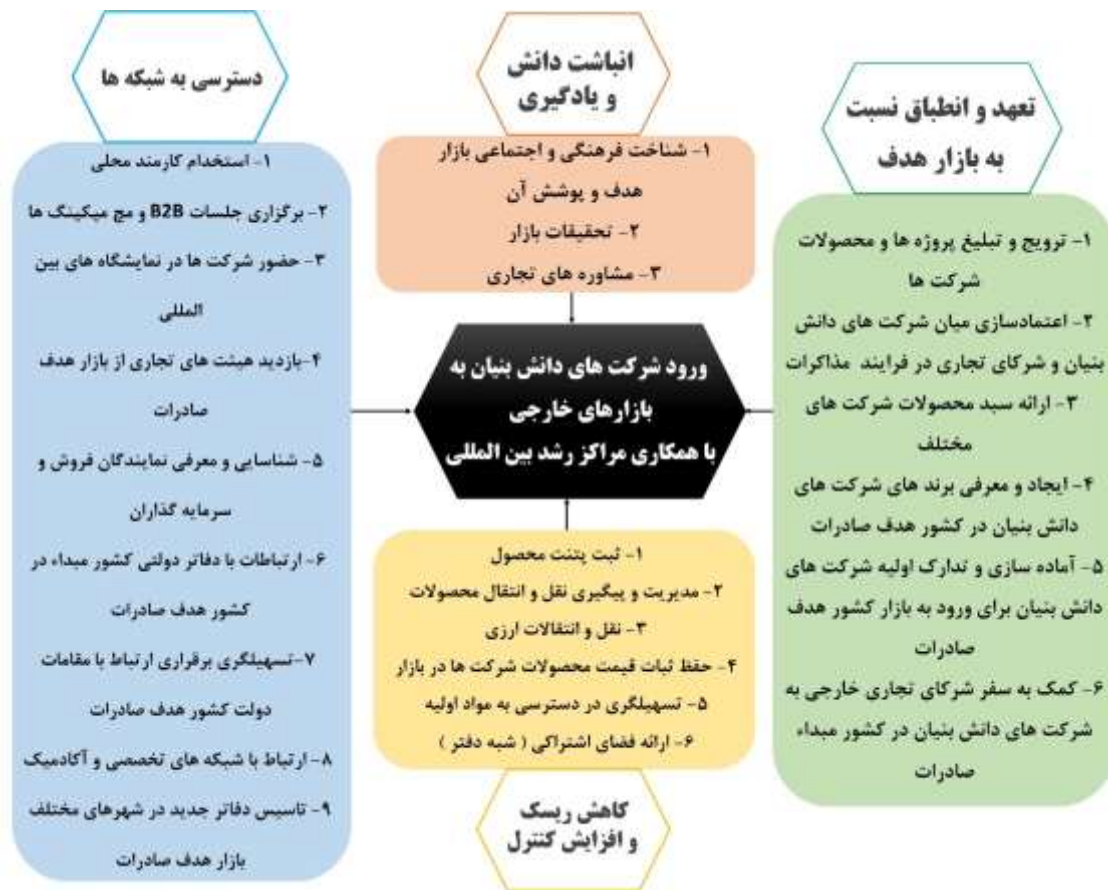 تعهد و انطباق نسبت
به بازار هدف
۱- ترویج و تبلیغ پروژه ها و محصولات
شرکت ها
۲- اعتمادسازی میان شرکت های دانش
بنیان و شرکای تجاری در فرایند مذاکرات
۳- ارائه سبد محصولات شرکت های
مختلف
۴- ایجاد و معرفی برند های شرکت های
دانش بنیان در کشور هدف صادرات
۵- آماده سازی و تدارک اولیه شرکت های
دانش بنیان برای ورود به بازار کشور هدف
صادرات
۶- کمک به سفر شرکای تجاری خارجی به
شرکت های دانش بنیان در کشور مبداء
صادرات
انباشت دانش
و یادگیری
۱- شناخت فرهنگی و اجتماعی بازار
هدف و پوشش آن
۲- تحقیقات بازار
۳- مشاوره های تجاری
ورود شرکت های دانش بنیان به
بازارهای خارجی
با همکاری مراکز رشد بین المللی
۱- ثبت پتنت محصول
۲- مدیریت و پیگیری نقل و انتقال محصولات
۳- نقل و انتقالات ارزی
۴- حفظ ثبات قیمت محصولات شرکت ها در بازار
۵- تسهیلگری در دسترسی به مواد اولیه
۶- ارائه فضای اشتراکی ( شبه دفتر )
کاهش ریسک
و افزایش کنترل
دسترسی به شبکه ها
۱- استخدام کارمند محلی
۲- برگزاری جلسات B2B و مچ میکینگ ها
۳- حضور شرکت ها در نمایشگاه های بین
المللی
۴-بازدید هیئت های تجاری از بازار هدف
صادرات
۵- شناسایی و معرفی نمایندگان فروش و
سرمایه گذاران
۶- ارتباطات با دفاتر دولتی کشور مبداء در
کشور هدف صادرات
۷-تسهیلگری برقراری ارتباط با مقامات
دولت کشور هدف صادرات
۸- ارتباط با شبکه های تخصصی و آکادمیک
۹- تاسیس دفاتر جدید در شهرهای مختلف
بازار هدف صادرات